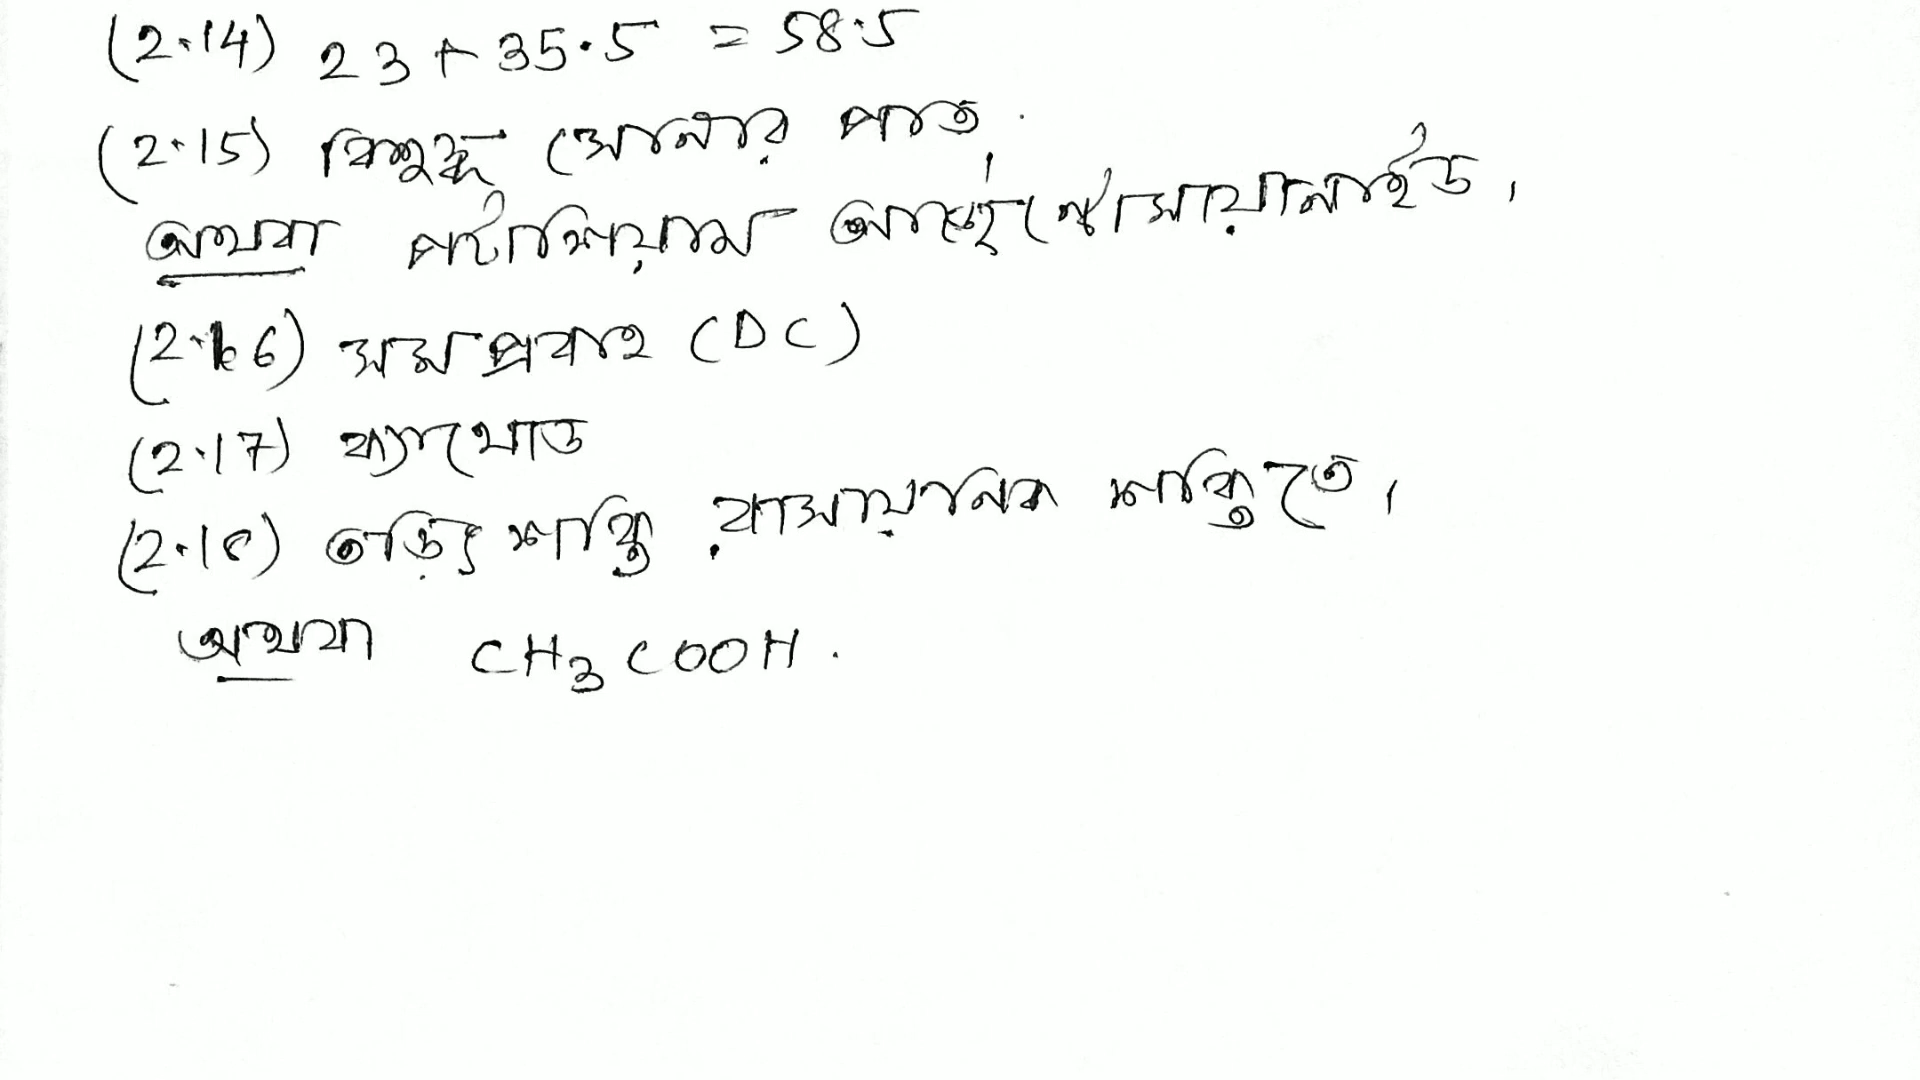 (2.14) 23 + 35.5 = 58.5
(2.15) বিশুদ্ধ সোনার পাত,
অথবা পটাশিয়াম
(2.16) সমপ্রবাহ (DC)
(2.17) ক্যাথোড
(2.18) তড়িৎ শক্তি রাসায়নিক শক্তিতে,
অথবা CH3COOH.